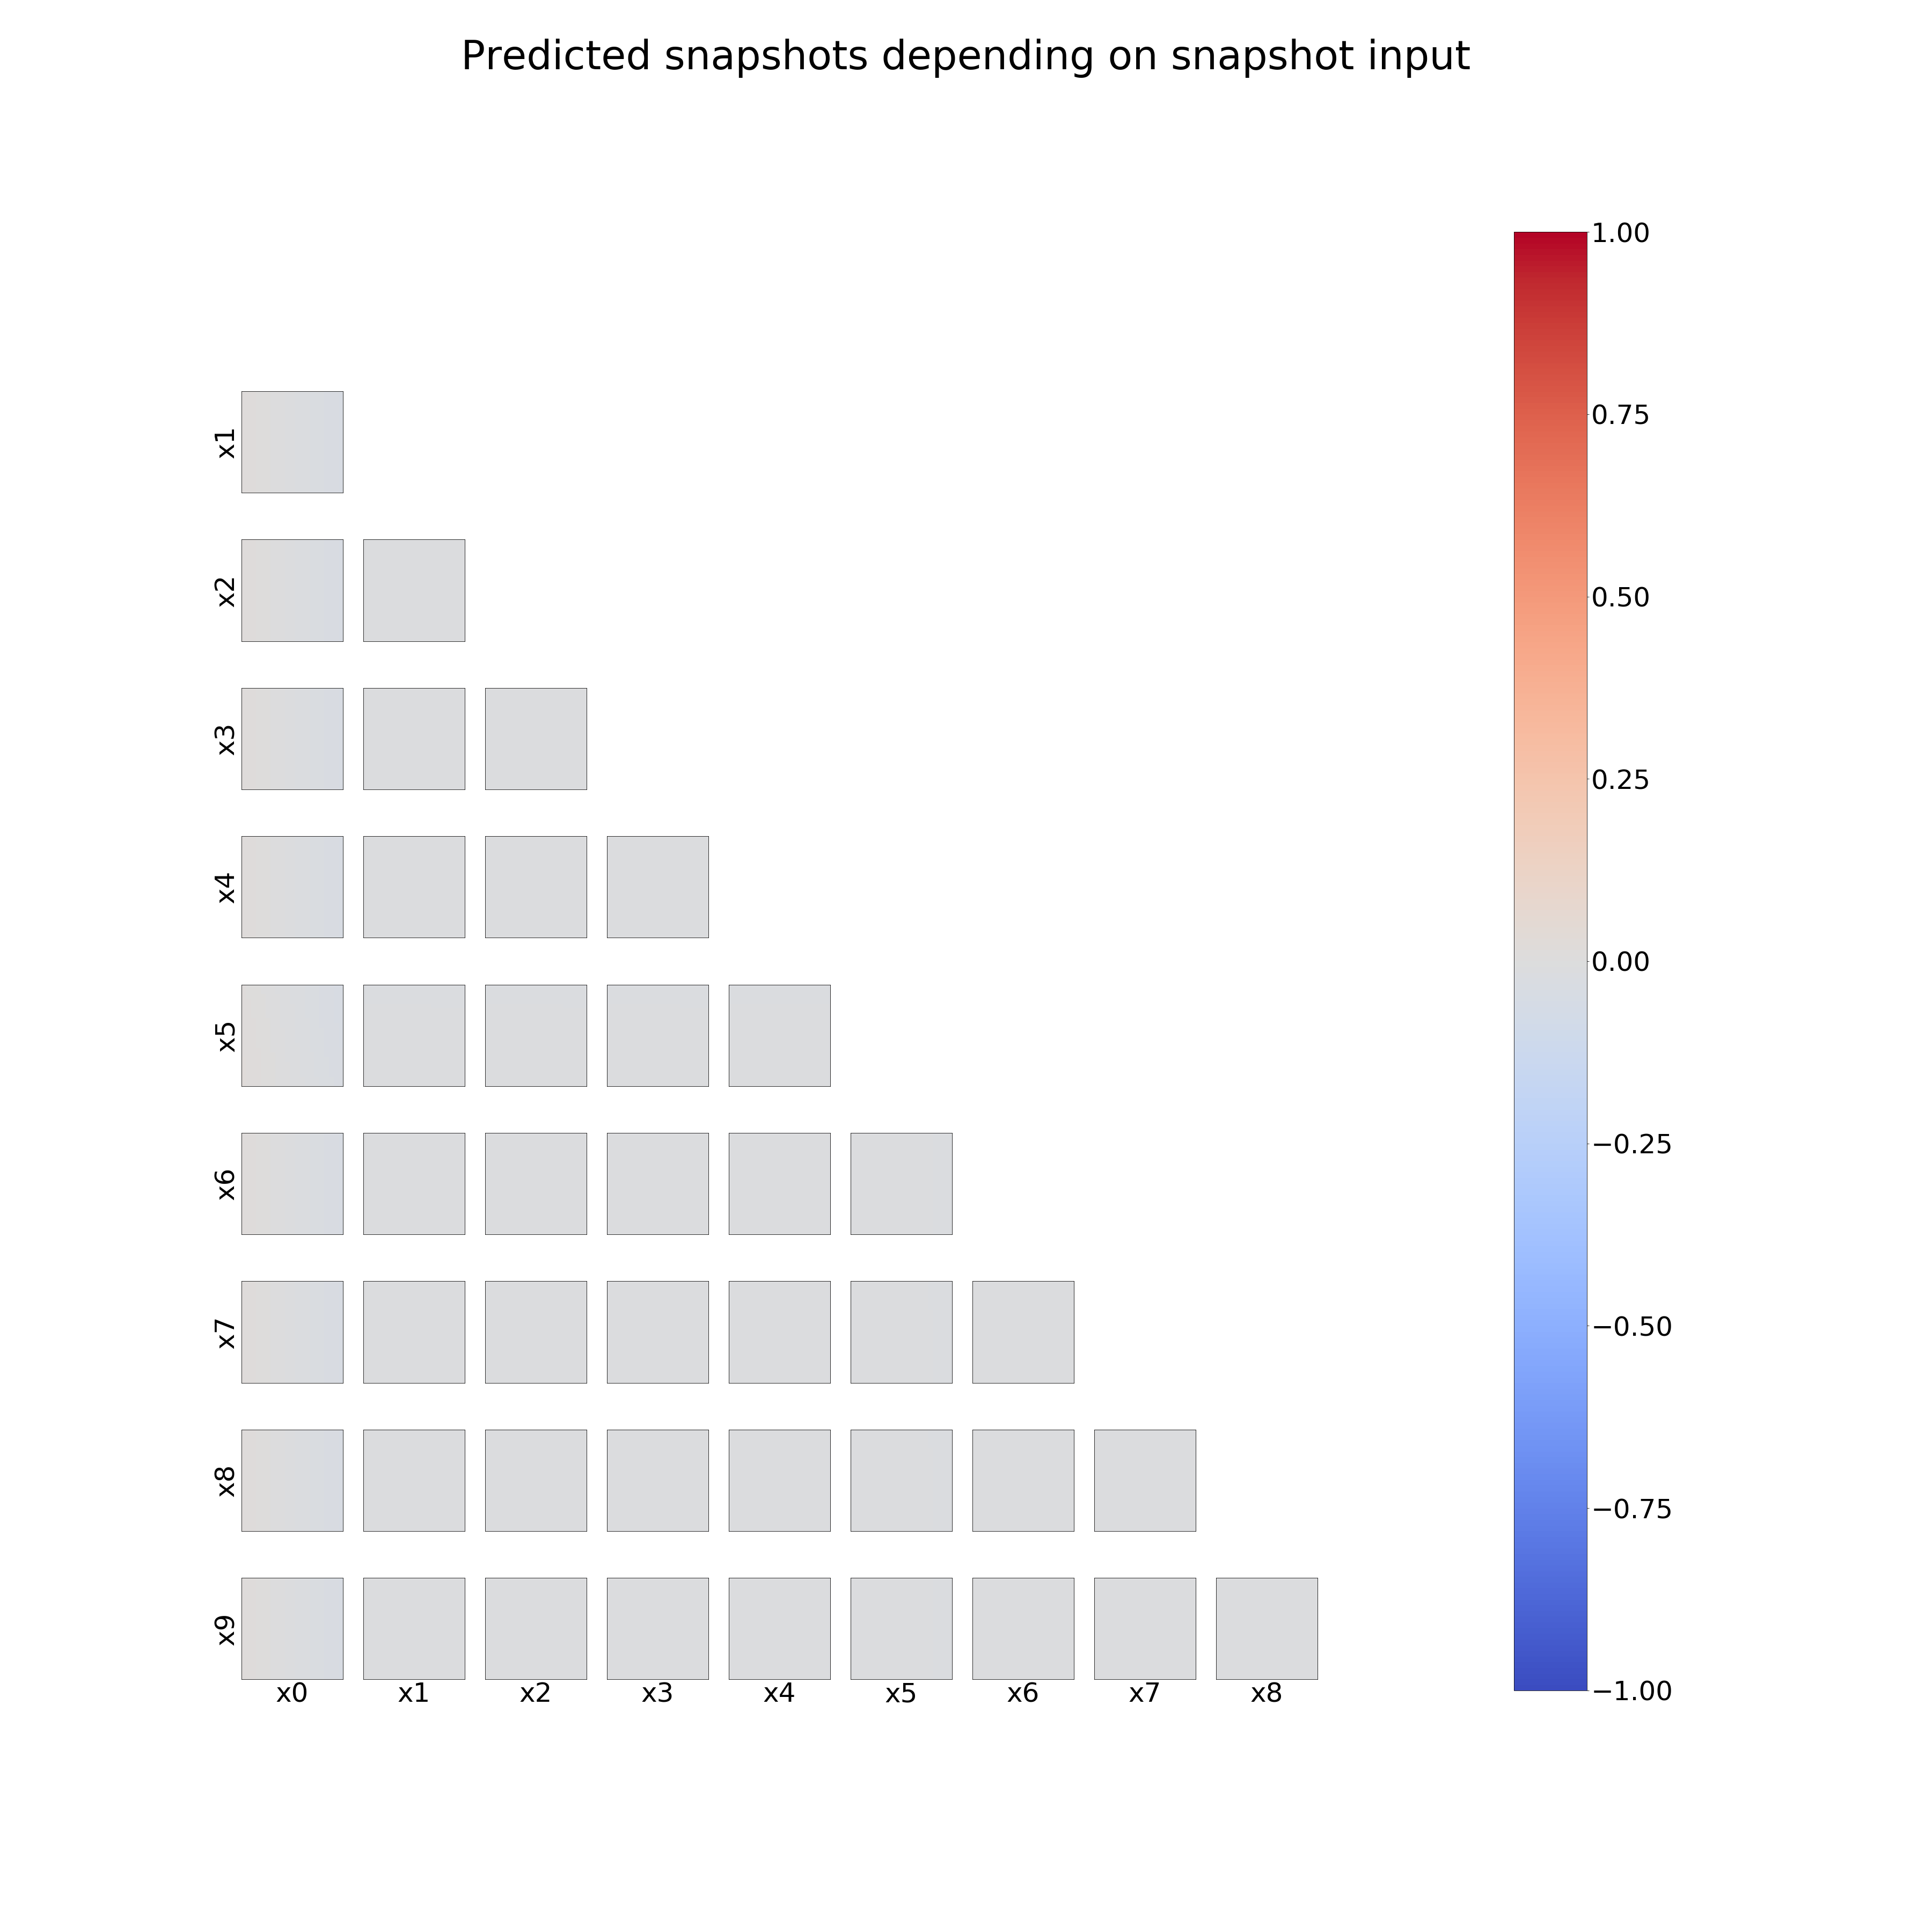 Predicted snapshots depending on snapshot input
x1
x2
x3
x4
x5
x6
x7
x8
x9
x0 x1 x2 x3 x4 x5 x6 x7 x8
1.00
0.75
0.50
0.25
0.00
−0.25
−0.50
−0.75
−1.00